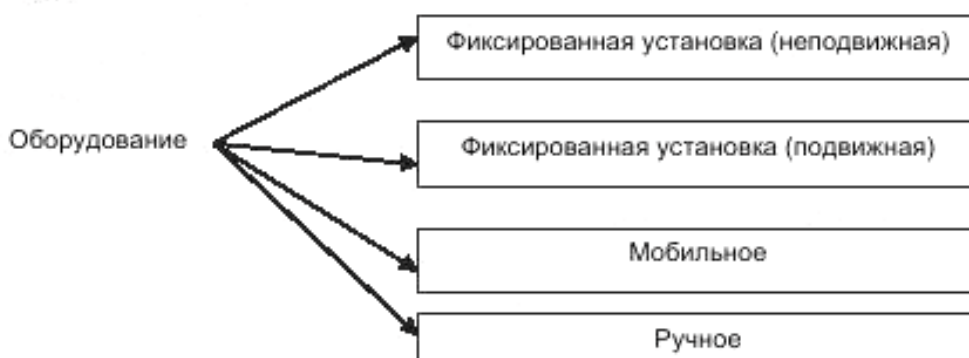 Фиксированная установка (неподвижная)
Оборудование
Фиксированная установка (подвижная)
Мобильное
Ручное